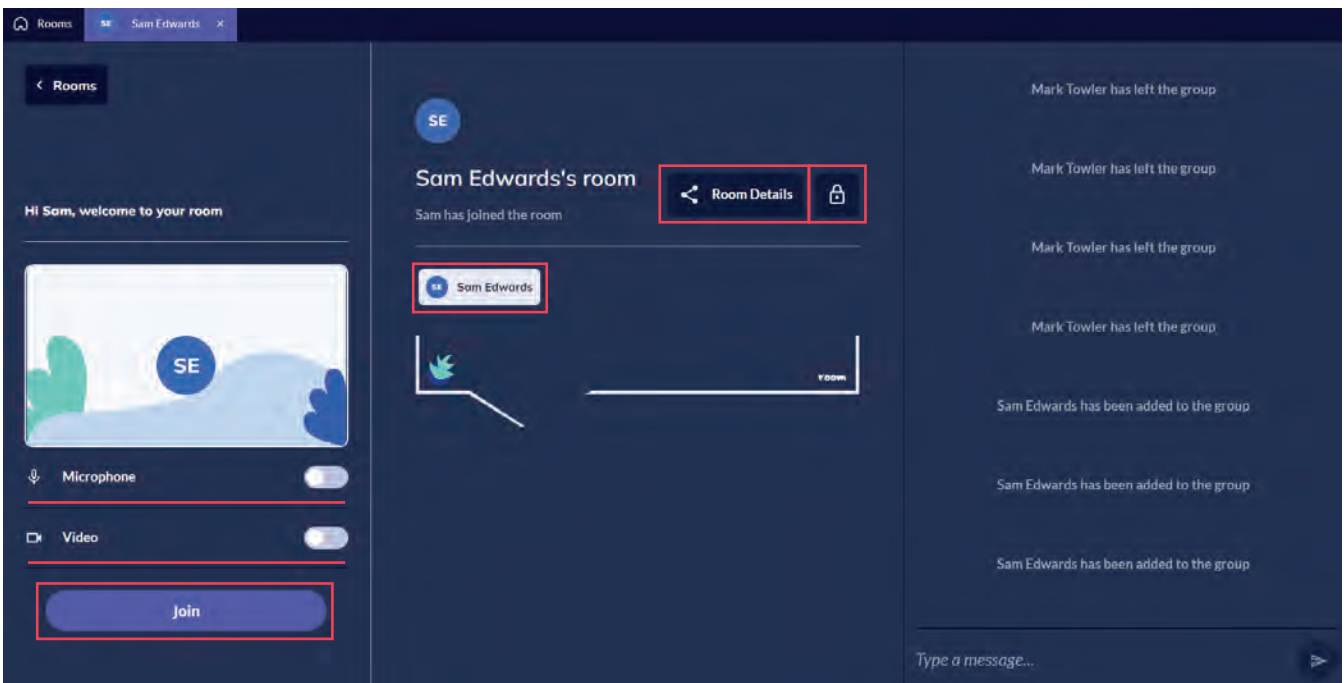 Rooms
SE Sam Edwards ×
Rooms
Hi Sam, welcome to your room
SE
Microphone
Video
Join
SE
Sam Edwards's room
Sam has joined the room
Room Details
SE Sam Edwards
room
Mark Towler has left the group
Mark Towler has left the group
Mark Towler has left the group
Mark Towler has left the group
Sam Edwards has been added to the group
Sam Edwards has been added to the group
Sam Edwards has been added to the group
Type a message...